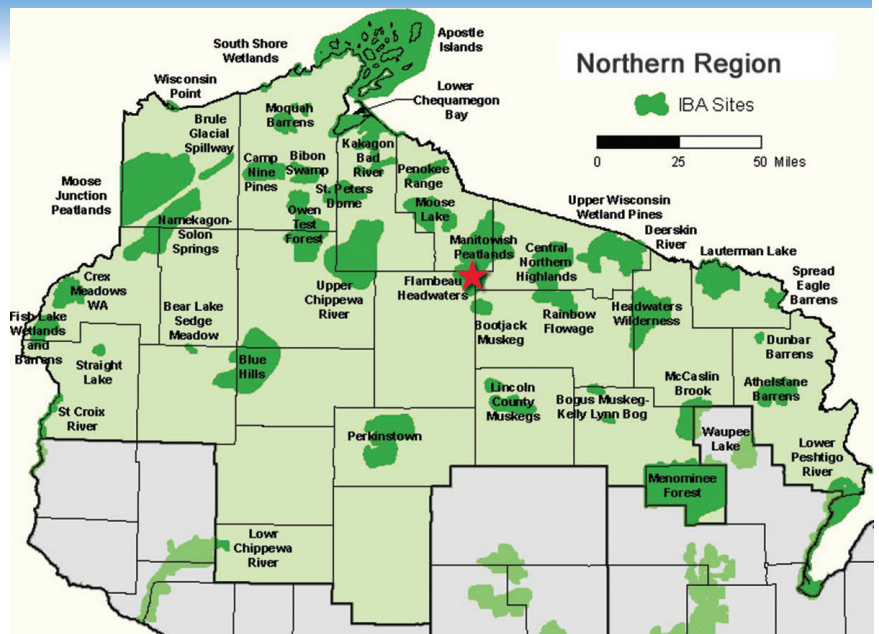 Apostle
Islands
South Shore
Wetlands
Northern Region
Wisconsin
Point
Lower
Chequamegon
Bay
IBA Sites
Moquah
Barrens
Brule
Glacial
Spillway
0
25
50 Miles
Kakagon
Bad
River
Camp
Nine
Pines
Bibon
Swamp
Penokee
Range
Moose
Junction
Peatlands
St. Peters
Dome
Moose
Lake
Upper Wisconsin
Wetland Pines
Namekagon-
Solon
Springs
Owen
Test
Forest
Deerskin
River
Manitowish
Peatlands
Central
Northern
Highlands
Lauterman Lake
Crex
Meadows
WA
Upper
Chippewa
River
Flambeau
Headwaters
Spread
Eagle
Barrens
Fish Lake
Wetlands
and
Barrens
Bear Lake
Sedge
Meadow
Bootjack
Muskeg
Rainbow
Flowage
Headwaters
Wilderness
Dunbar
Barrens
Straight
Lake
Blue
Hills
McCaslin
Brook
Athelstane
Barrens
Lincoln
County
Muskegs
Bogus Muskeg-
Kelly Lynn Bog
St Croix
River
Perkinstown
Waupee
Lake
Lower
Peshtigo
River
Menominee
Forest
Lowr
Chippewa
River